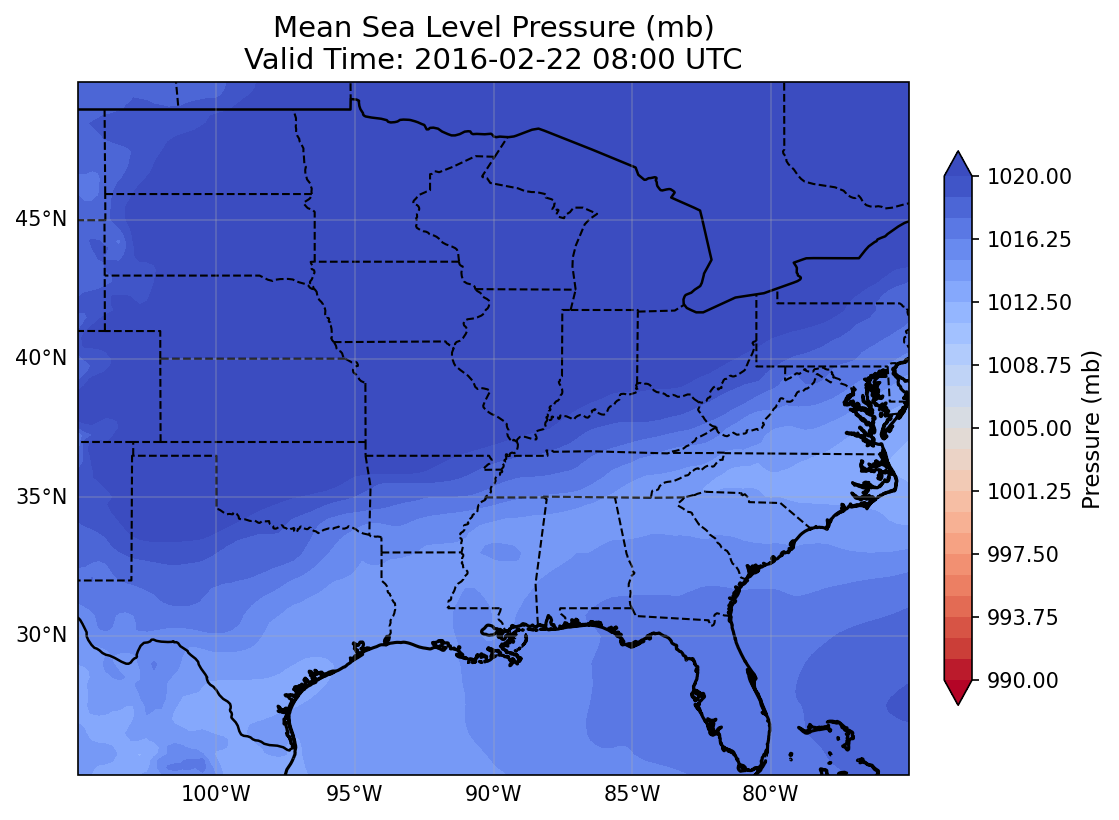 Mean Sea Level Pressure (mb)
Valid Time: 2016-02-22 08:00 UTC
45°N
40°N
35°N
30°N
100°W
95°W
90°W
85°W
80°W
1020.00
1016.25
1012.50
1008.75
1005.00
1001.25
997.50
993.75
990.00
Pressure (mb)